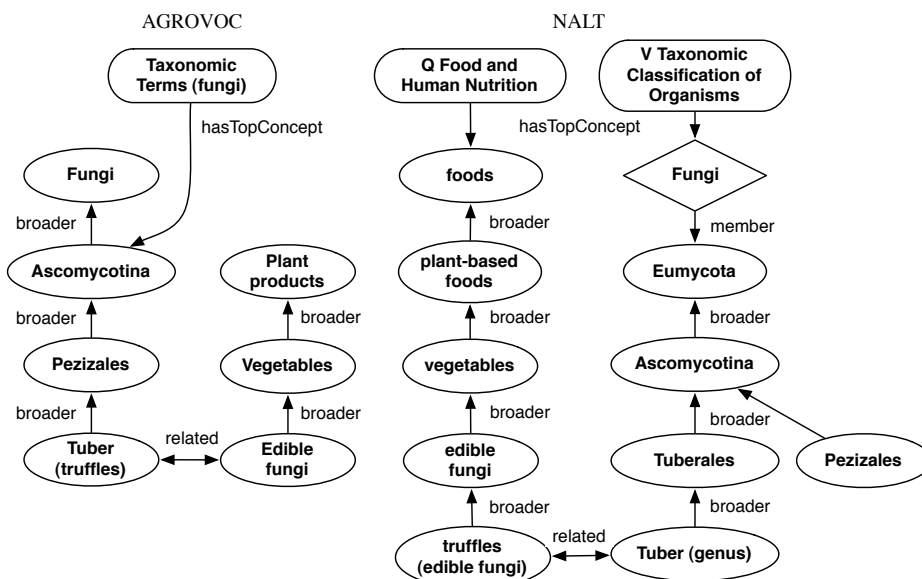 AGROVOC
NALT
Taxonomic
Terms (fungi)
Q Food and
Human Nutrition
V Taxonomic
Classification of
Organisms
hasTopConcept
hasTopConcept
Fungi
foods
Fungi
broader
broader
member
Ascomycotina
Plant
products
plant-based
foods
Eumycota
broader
broader
broader
broader
Pezizales
Vegetables
vegetables
Ascomycotina
broader
broader
broader
broader
Tuber
(truffles)
related
Edible
fungi
edible
fungi
Tuberales
Pezizales
broader
broader
truffles
(edible fungi)
related
Tuber (genus)